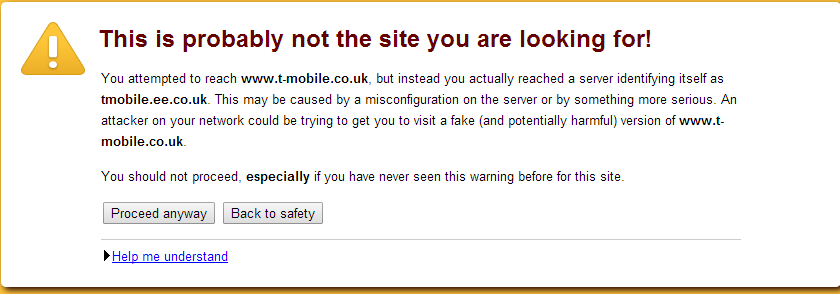 This is probably not the site you are looking for!
You attempted to reach www.t-mobile.co.uk, but instead you actually reached a server identifying itself as
tmobile.ee.co.uk. This may be caused by a misconfiguration on the server or by something more serious. An
attacker on your network could be trying to get you to visit a fake (and potentially harmful) version of www.t-
mobile.co.uk.
You should not proceed, especially if you have never seen this warning before for this site.
Proceed anyway Back to safety
Help me understand